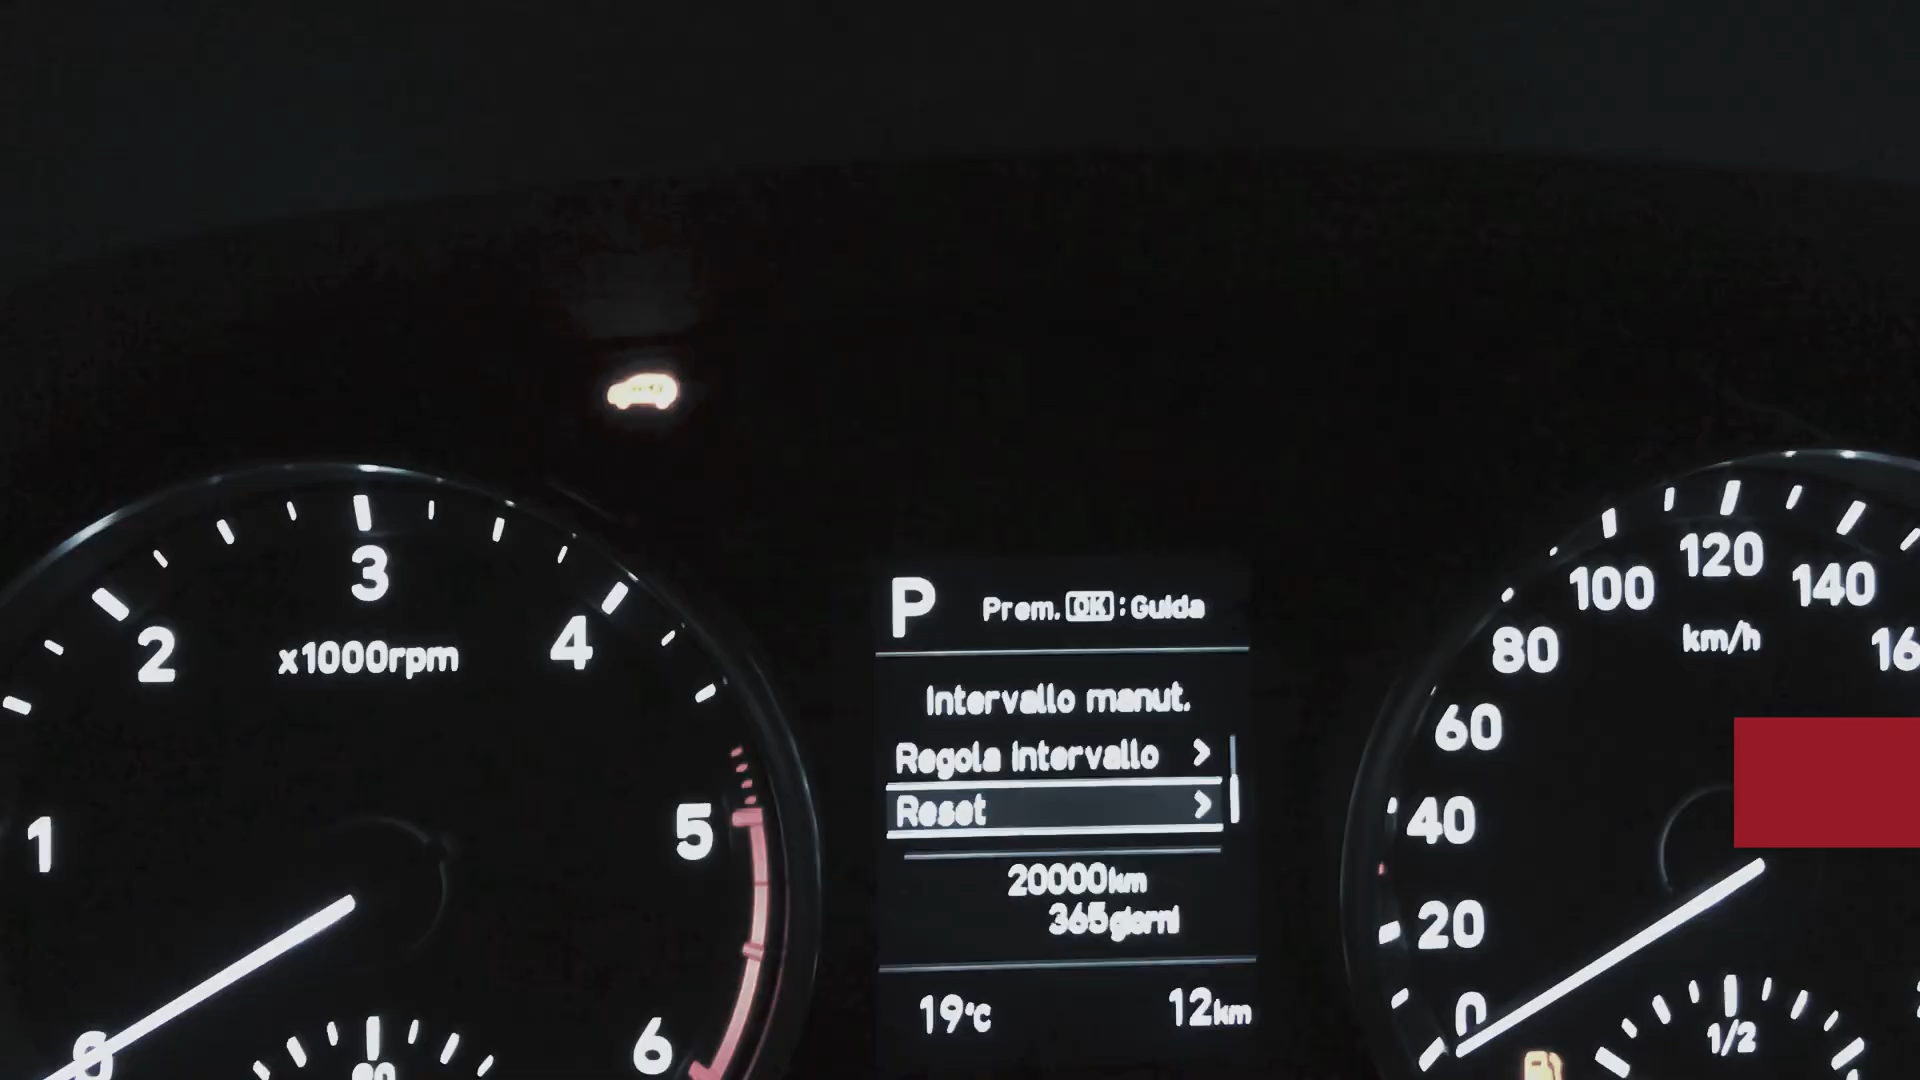 P Prem. OK : Guida
Intervallo manut.
Regola intervallo >
Reset >
20000km
365giorni
19°C 12km
0
1
2
3
4
5
6
x1000rpm
0
20
40
60
80
100
120
140
km/h
1/2